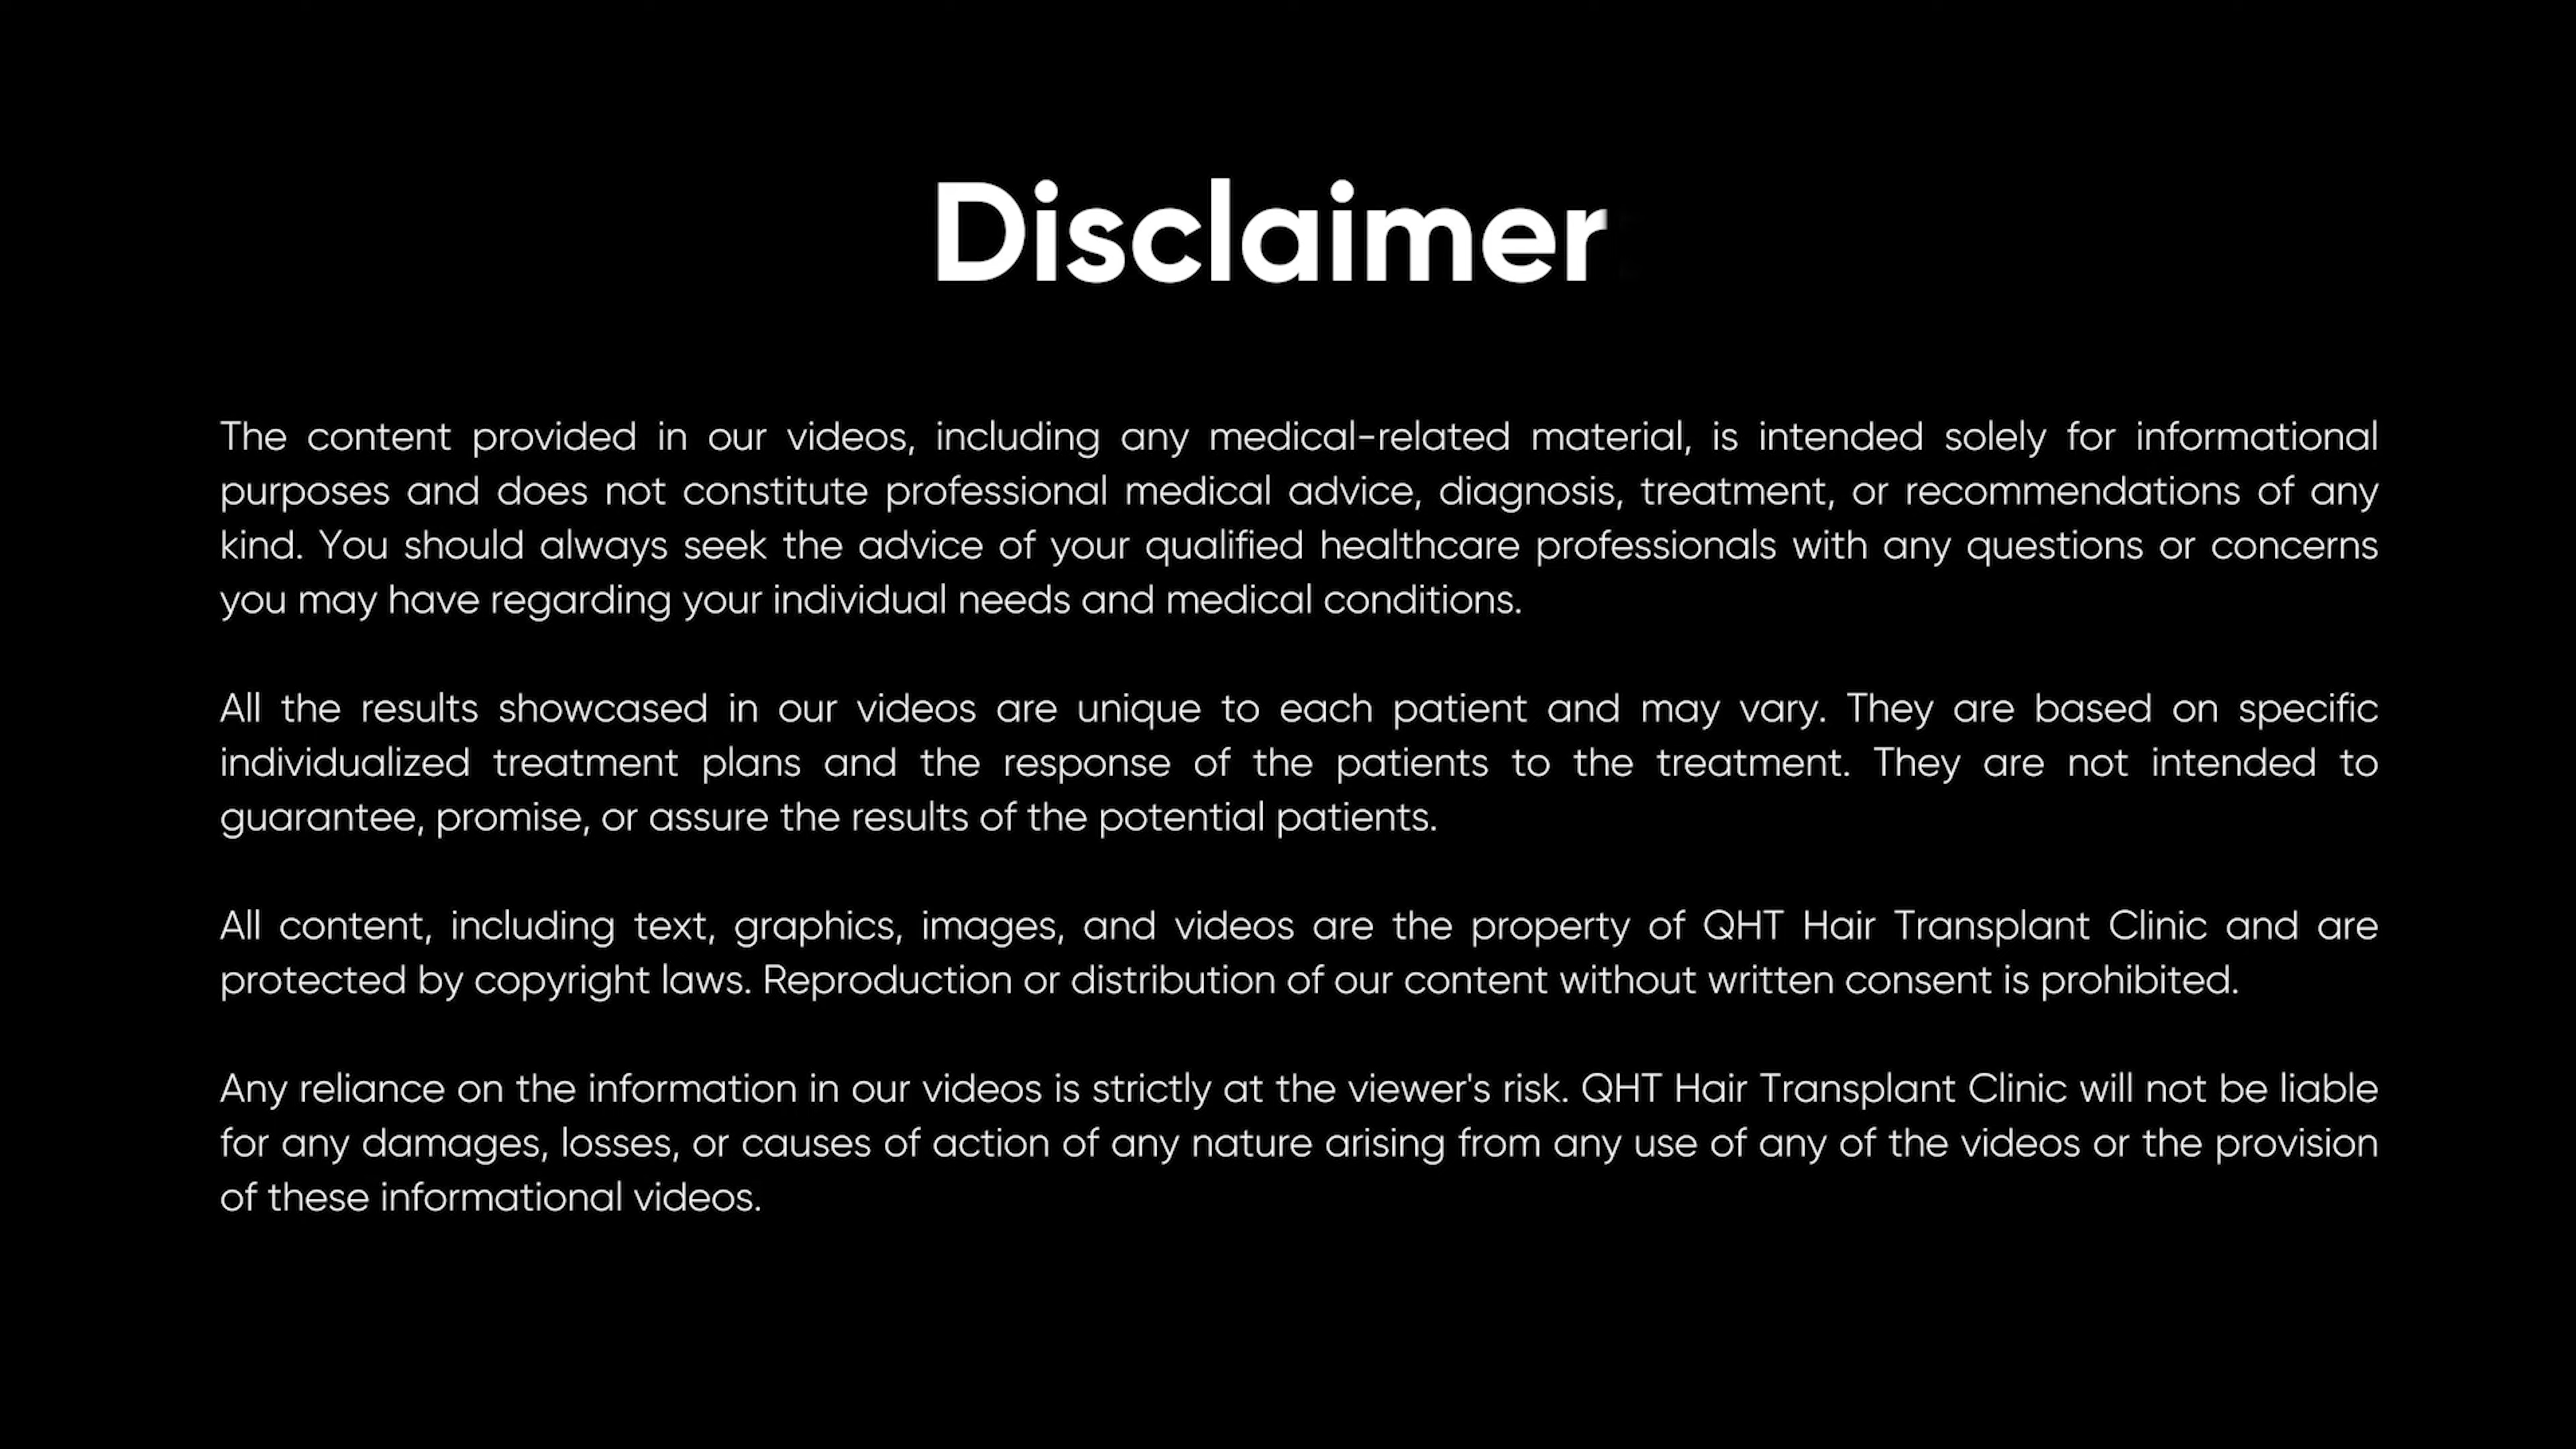 Disclaimer
The content provided in our videos, including any medical-related material, is intended solely for informational
purposes and does not constitute professional medical advice, diagnosis, treatment, or recommendations of any
kind. You should always seek the advice of your qualified healthcare professionals with any questions or concerns
you may have regarding your individual needs and medical conditions.
All the results showcased in our videos are unique to each patient and may vary. They are based on specific
individualized treatment plans and the response of the patients to the treatment. They are not intended to
guarantee, promise, or assure the results of the potential patients.
All content, including text, graphics, images, and videos are the property of QHT Hair Transplant Clinic and are
protected by copyright laws. Reproduction or distribution of our content without written consent is prohibited.
Any reliance on the information in our videos is strictly at the viewer's risk. QHT Hair Transplant Clinic will not be liable
for any damages, losses, or causes of action of any nature arising from any use of any of the videos or the provision
of these informational videos.